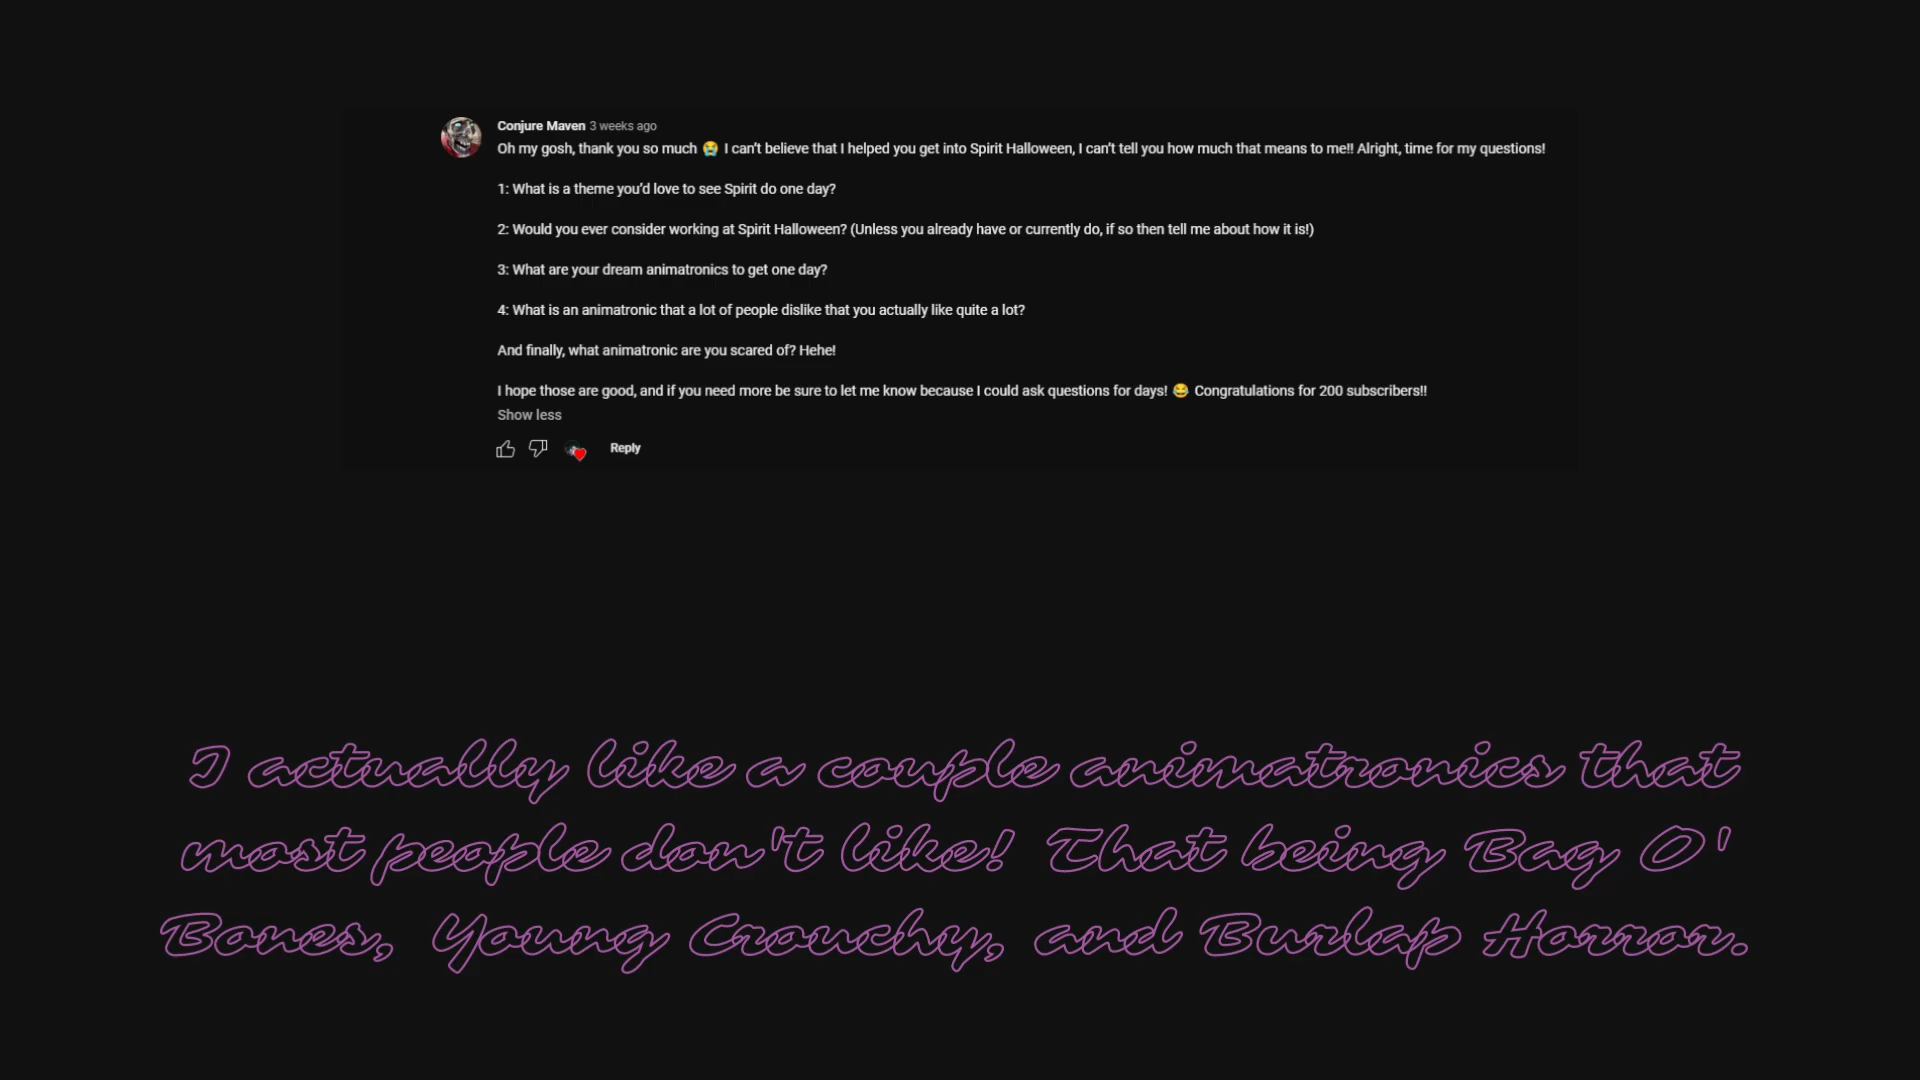 Conjure Maven 3 weeks ago
Oh my gosh, thank you so much 😭 I can't believe that I helped you get into Spirit Halloween, I can't tell you how much that means to me!! Alright, time for my questions!
1: What is a theme you'd love to see Spirit do one day?
2: Would you ever consider working at Spirit Halloween? (Unless you already have or currently do, if so then tell me about how it is!)
3: What are your dream animatronics to get one day?
4: What is an animatronic that a lot of people dislike that you actually like quite a lot?
And finally, what animatronic are you scared of? Hehe!
I hope those are good, and if you need more be sure to let me know because I could ask questions for days! 😂 Congratulations for 200 subscribers!!
Show less
Reply
I actually like a couple animatronics that
most people don't like! That being Bag O'
Bones, Young Crouchy, and Burlap Horror.